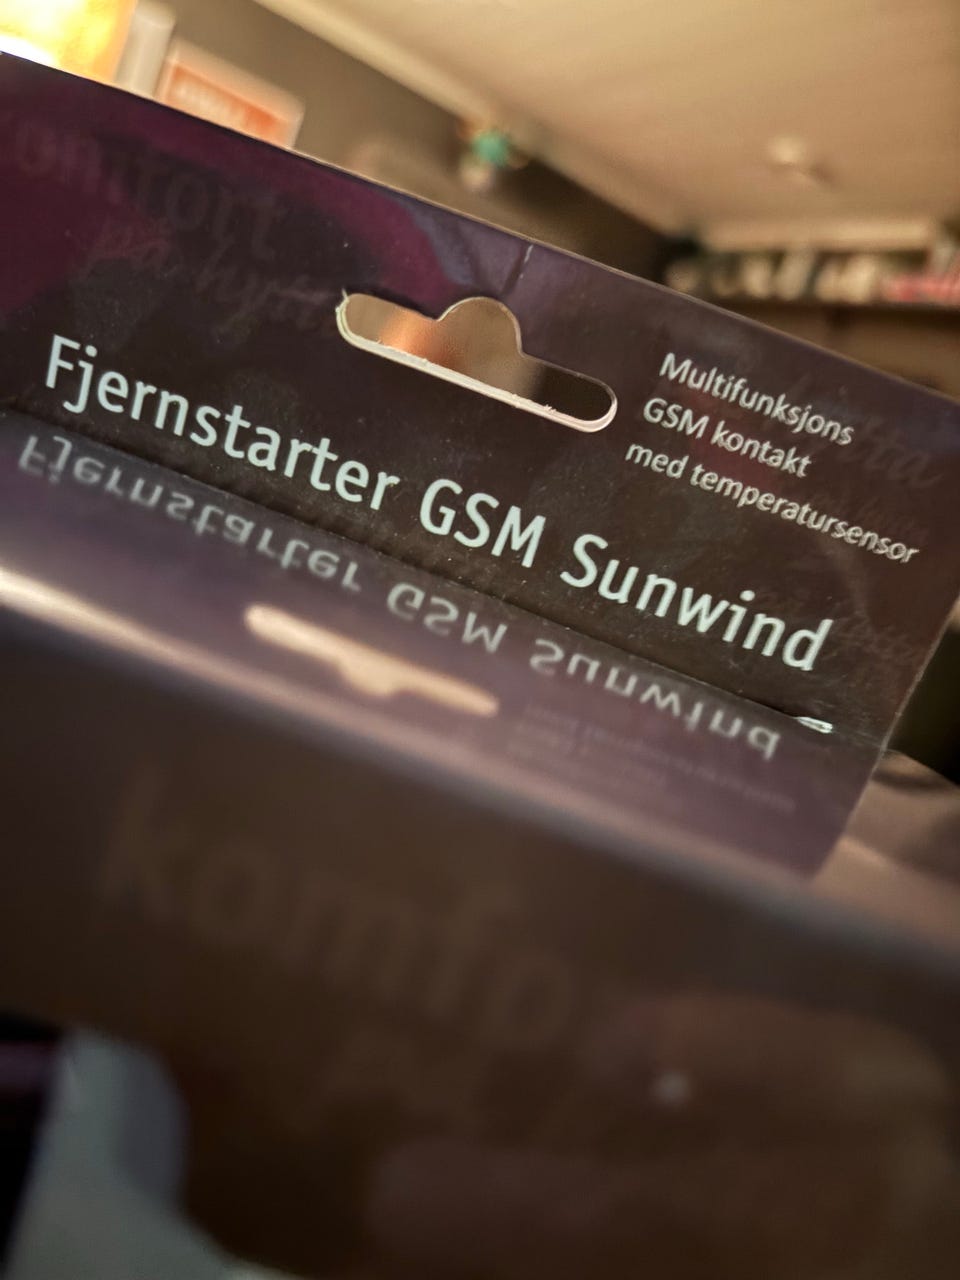 Multifunksjons
GSM kontakt
med temperatursensor
Fjernstarter GSM Sunwind